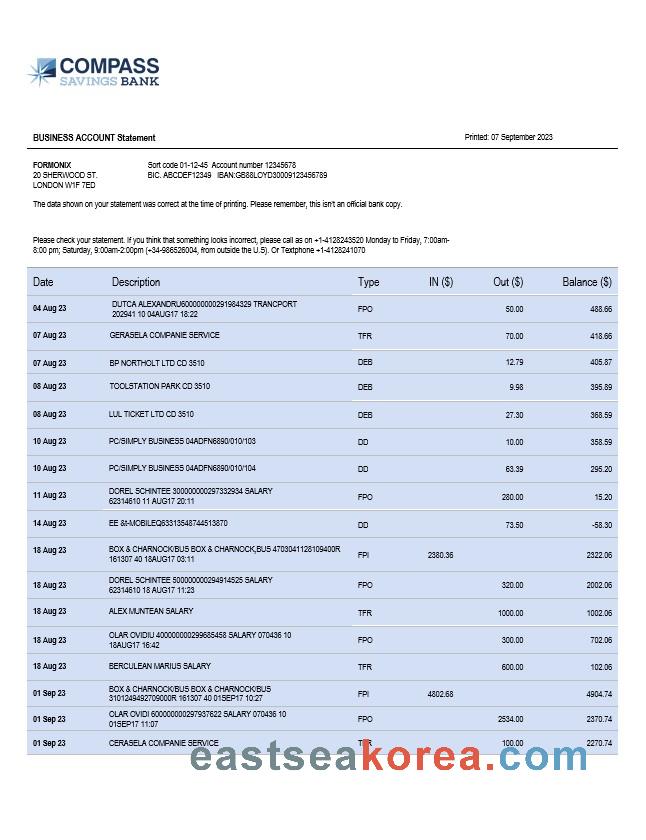 COMPASS
SAVINGS BANK
BUSINESS ACCOUNT Statement Printed: 07 September 2023
FORMONIX Sort code 01-12-45 Account number 12345678
20 SHERWOOD ST. BIC. ABCDEF12349 IBAN:GB88LOYD30009123456789
LONDON W1F 7ED
The data shown on your statement was correct at the time of printing. Please remember, this isn't an official bank copy.
Please check your statement. If you think that something looks incorrect, please call as on +1-4128243520 Monday to Friday, 7:00am-
8:00 pm; Saturday, 9:00am-2:00pm (+34-986526004, from outside the U.S). Or Textphone +1-4128241070
Date Description Type IN ($) Out ($) Balance ($)
04 Aug 23 DUTCA ALEXANDRU600000000291984329 TRANCPORT
202941 10 04AUG17 18:22 FPO 50.00 488.66
07 Aug 23 GERASELA COMPANIE SERVICE TFR 70.00 418.66
07 Aug 23 BP NORTHOLT LTD CD 3510 DEB 12.79 405.87
08 Aug 23 TOOLSTATION PARK CD 3510 DEB 9.98 395.89
08 Aug 23 LUL TICKET LTD CD 3510 DEB 27.30 368.59
10 Aug 23 PC/SIMPLY BUSINESS 04ADFN6890/010/103 DD 10.00 358.59
10 Aug 23 PC/SIMPLY BUSINESS 04ADFN6890/010/104 DD 63.39 295.20
11 Aug 23 DOREL SCHINTEE 300000000297332934 SALARY
62314610 11 AUG17 20:11 FPO 280.00 15.20
14 Aug 23 EE &t-MOBILEQ63313548744513870 DD 73.50 -58.30
18 Aug 23 BOX & CHARNOCK/BUS BOX & CHARNOCK,BUS 4703041128109400R
161307 40 18AUG17 03:11 FPI 2380.36 2322.06
18 Aug 23 DOREL SCHINTEE 500000000294914525 SALARY
62314610 18 AUG17 11:23 FPO 320.00 2002.06
18 Aug 23 ALEX MUNTEAN SALARY TFR 1000.00 1002.06
18 Aug 23 OLAR OVIDIU 400000000299685458 SALARY 070436 10
18AUG17 16:42 FPO 300.00 702.06
18 Aug 23 BERCULEAN MARIUS SALARY TFR 600.00 102.06
01 Sep 23 BOX & CHARNOCK/BUS BOX & CHARNOCK/BUS
3101249492709000R 161307 40 01SEP17 10:27 FPI 4802.68 4904.74
01 Sep 23 OLAR OVIDI 600000000297937622 SALARY 070436 10
01SEP17 11:07 FPO 2534.00 2370.74
01 Sep 23 CERASELA COMPANIE SERVICE TFR 100.00 2270.74
eastseakorea.com